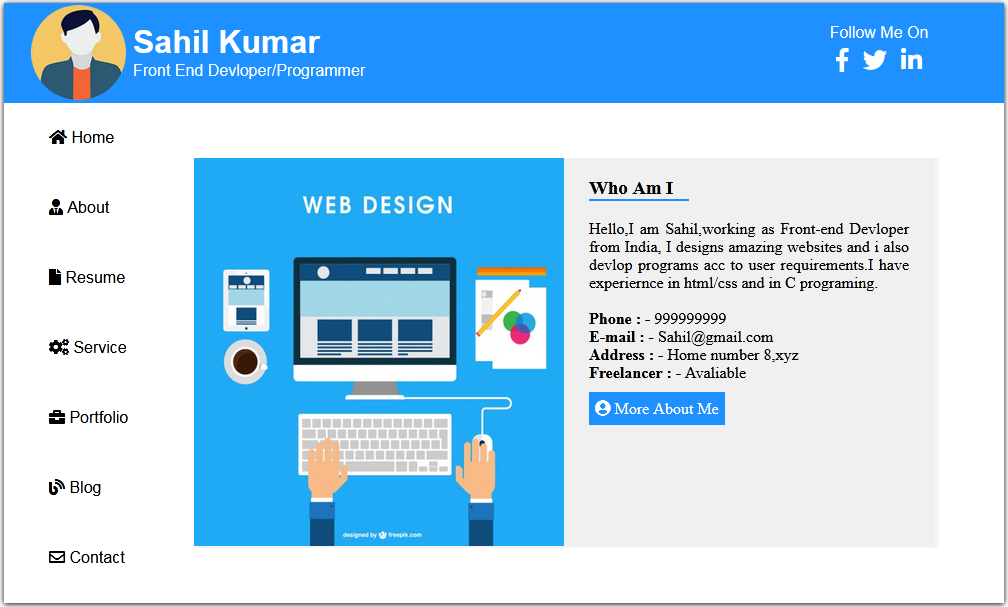 Sahil Kumar
Front End Devloper/Programmer
Follow Me On
Home
About
Resume
Service
Portfolio
Blog
Contact
WEB DESIGN
designed by freepik.com
Who Am I
Hello,I am Sahil,working as Front-end Devloper
from India, I designs amazing websites and i also
devlop programs acc to user requirements.I have
experiernce in html/css and in C programing.
Phone : - 999999999
E-mail : - Sahil@gmail.com
Address : - Home number 8,xyz
Freelancer : - Avaliable
More About Me